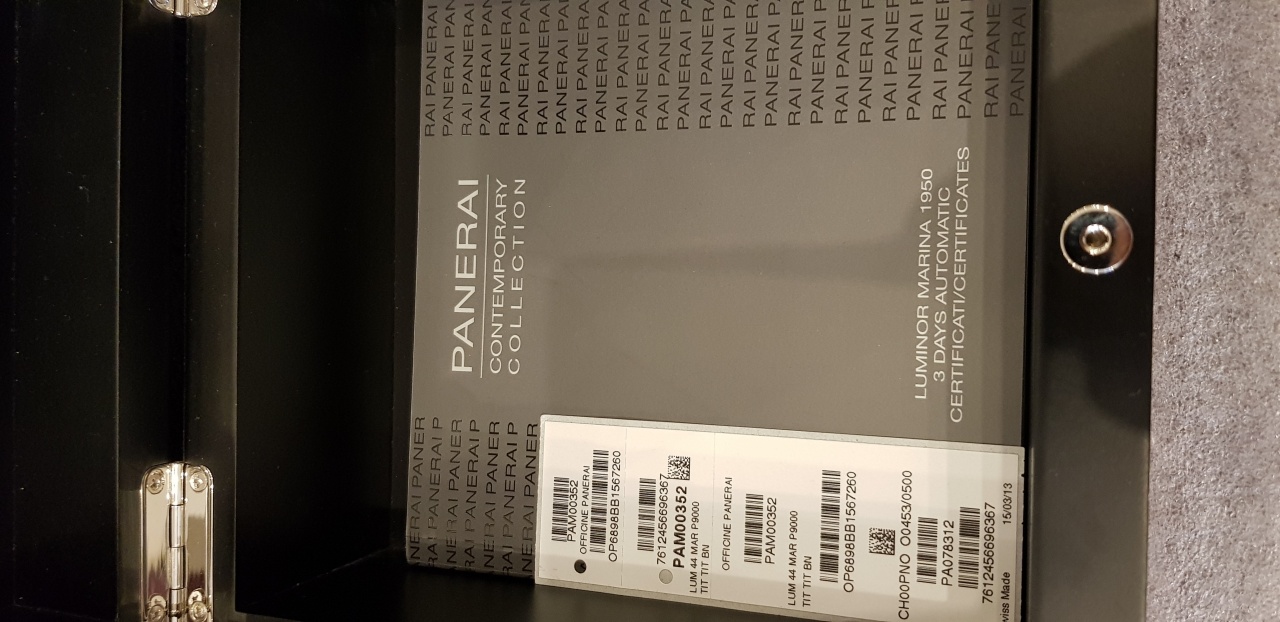 PANERAI
CONTEMPORARY
COLLECTION
LUMINOR MARINA 1950
3 DAYS AUTOMATIC
CERTIFICATI/CERTIFICATES
PAM00352
OFFICINE PANERAI
OP6898BB1567260
7612456696367
PAM00352
LUM 44 MAR P9000
TIT TIT BN
OFFICINE PANERAI
PAM00352
LUM 44 MAR P9000
TIT TIT BN
OP6898BB1567260
CH00PNO 00453/0500
PA078312
7612456696367
Made 15/03/13